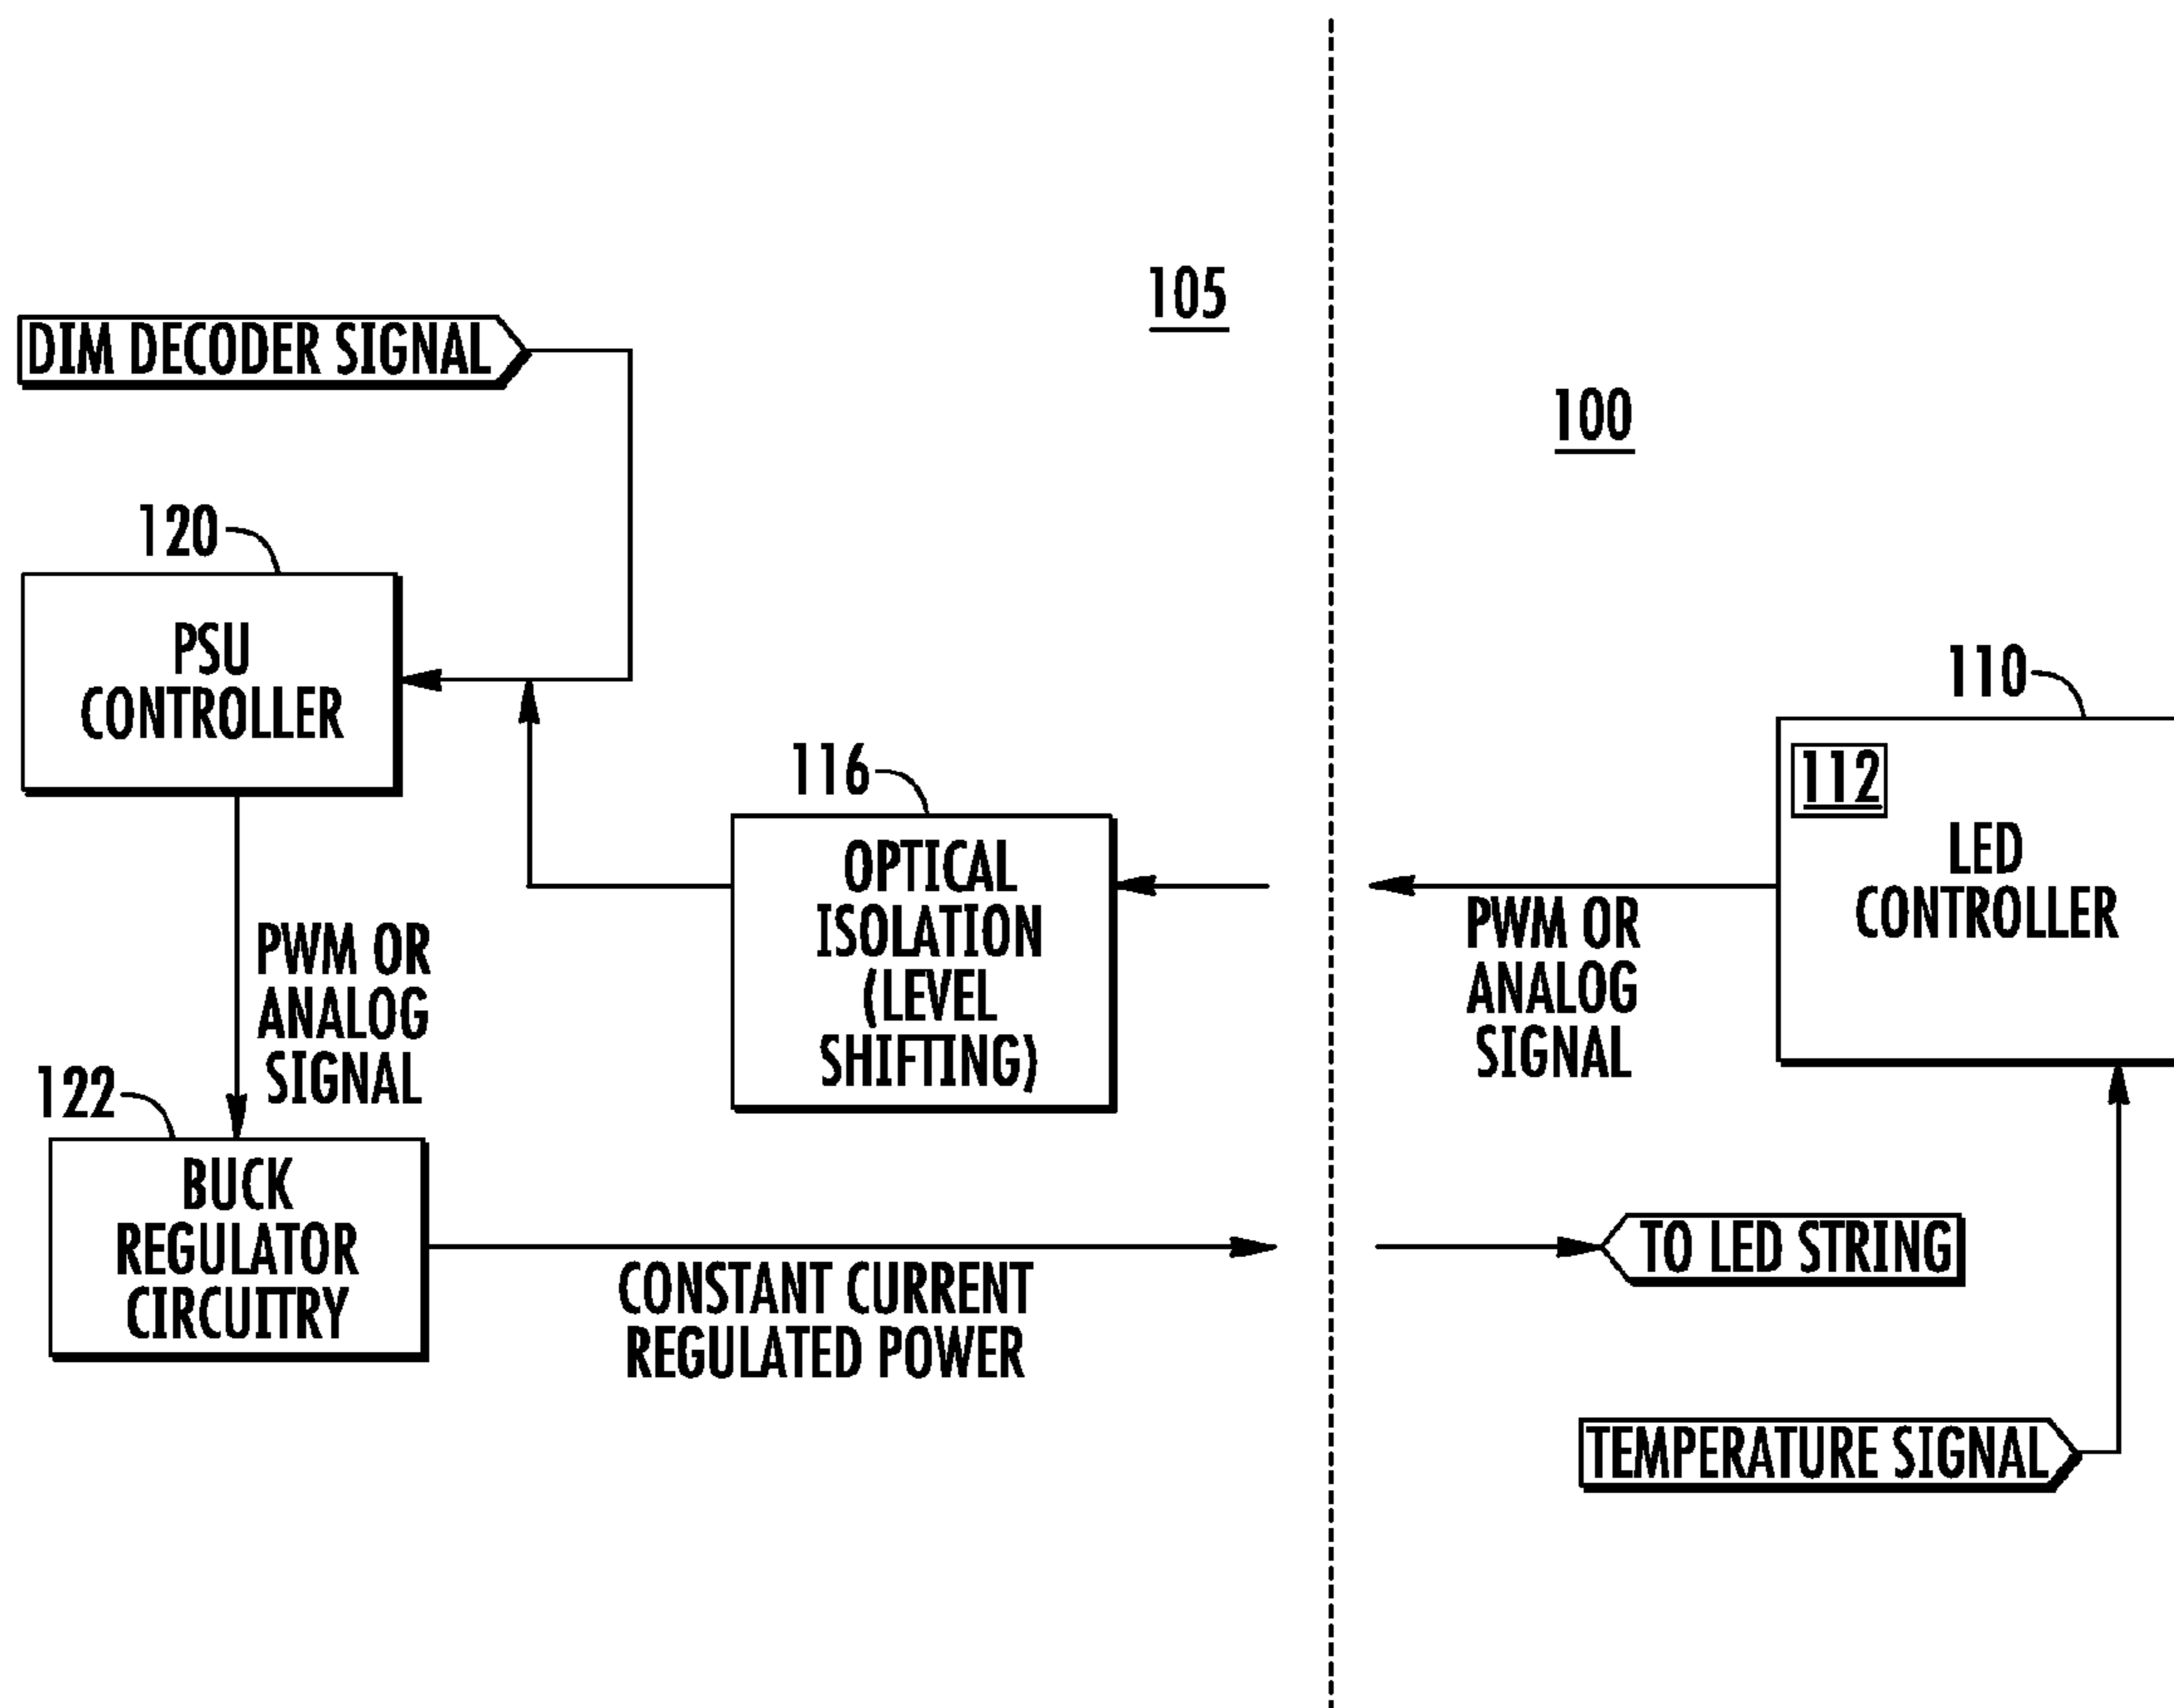 105
DIM DECODER SIGNAL
100
120
PSU
CONTROLLER
110
116
112
OPTICAL
ISOLATION
(LEVEL
SHIFTING)
LED
CONTROLLER
PWM OR
ANALOG
SIGNAL
PWM OR
ANALOG
SIGNAL
122
BUCK
REGULATOR
CIRCUITRY
TO LED STRING
CONSTANT CURRENT
REGULATED POWER
TEMPERATURE SIGNAL